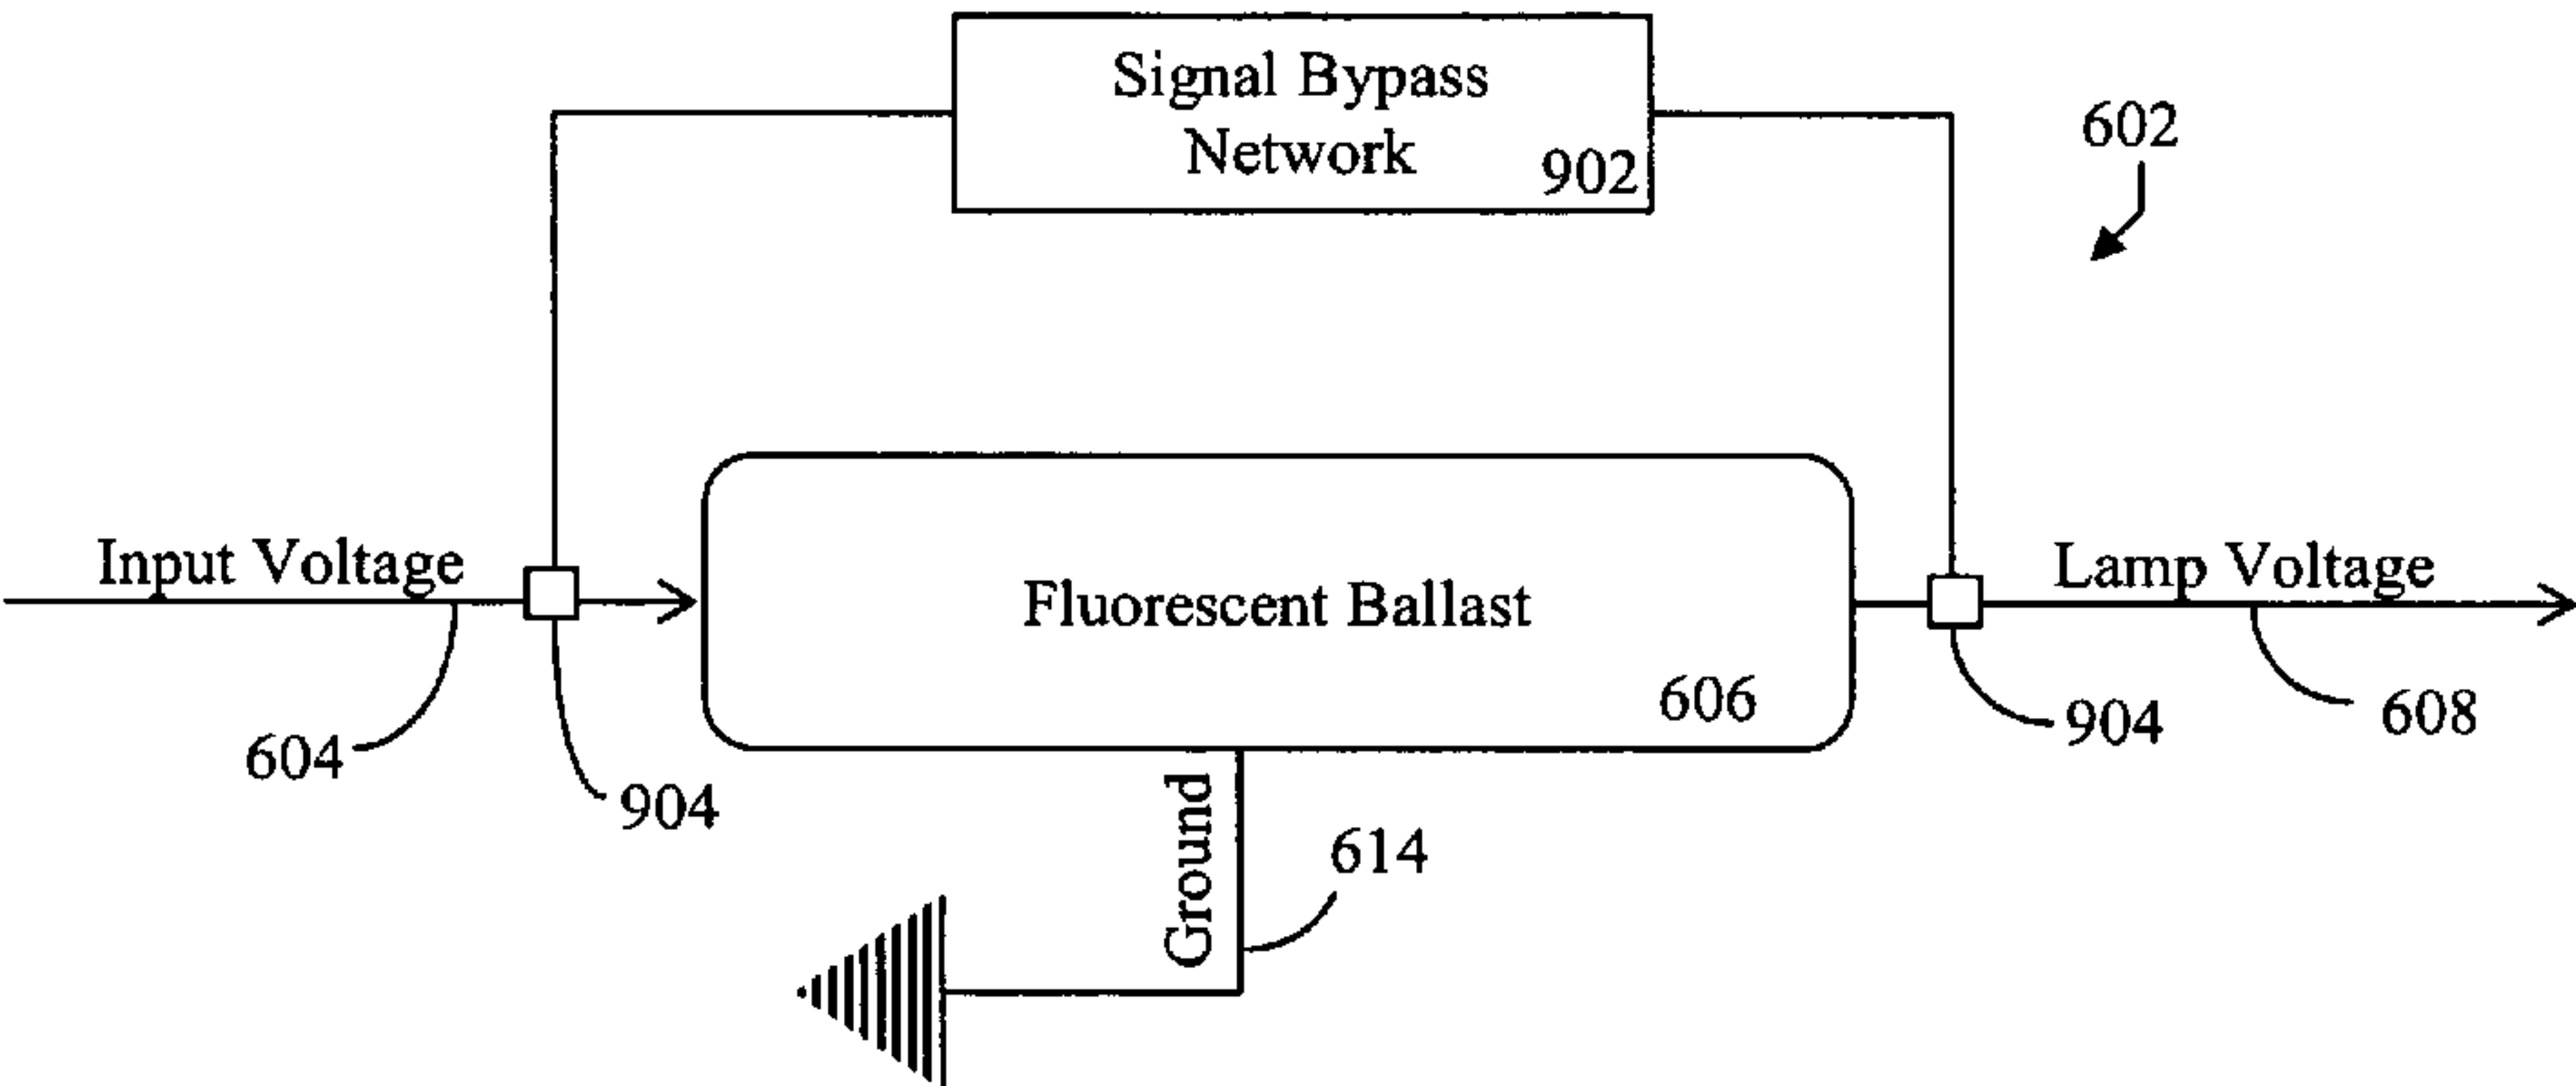 Signal Bypass
Network
902
602
Input Voltage
Lamp Voltage
Fluorescent Ballast
606
604
904
904
608
Ground
614